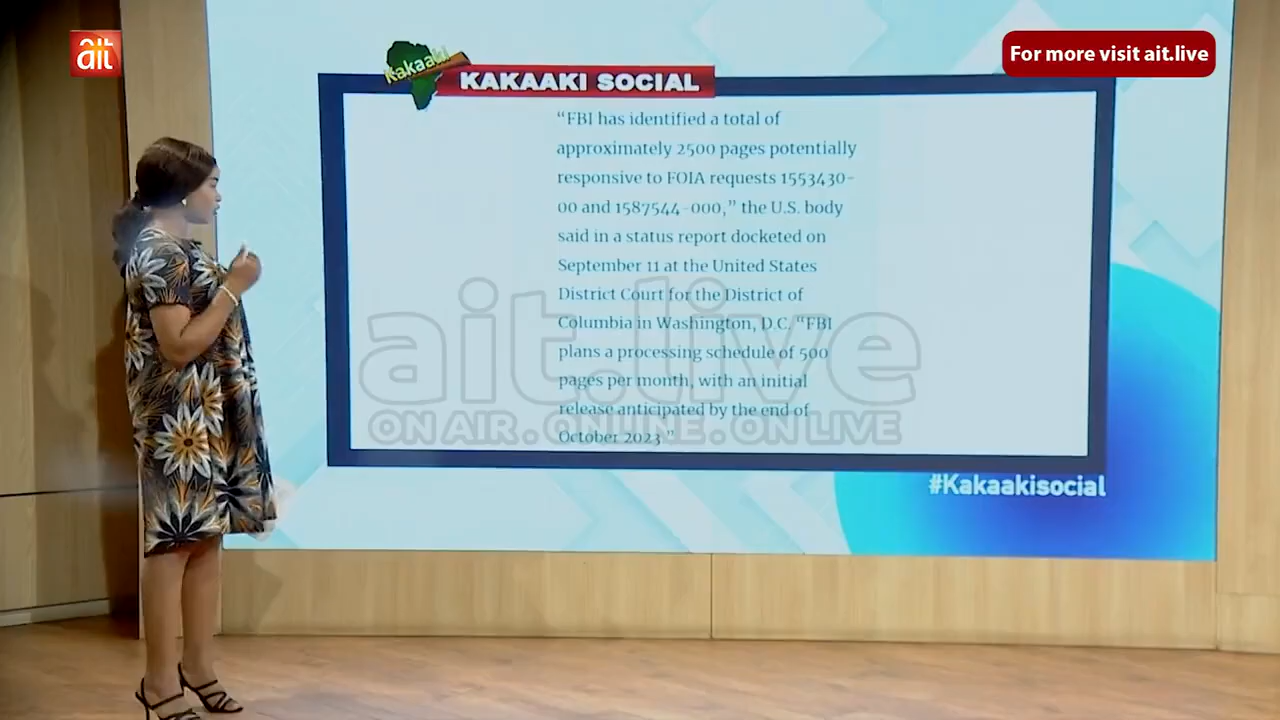 ait
For more visit ait.live
Kakaaki
KAKAAKI SOCIAL
“FBI has identified a total of
approximately 2500 pages potentially
responsive to FOIA requests 1553430-
00 and 1587544-000,” the U.S. body
said in a status report docketed on
September 11 at the United States
District Court for the District of
Columbia in Washington, D.C. “FBI
plans a processing schedule of 500
pages per month, with an initial
release anticipated by the end of
October 2023.”
ait.live
ON AIR . ONLINE . ON LIVE
#Kakaakisocial